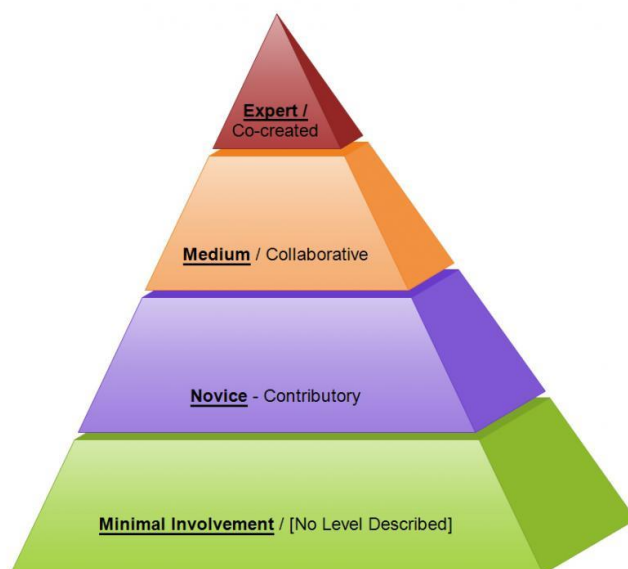 Expert /
Co-created
Medium / Collaborative
Novice - Contributory
Minimal Involvement / [No Level Described]